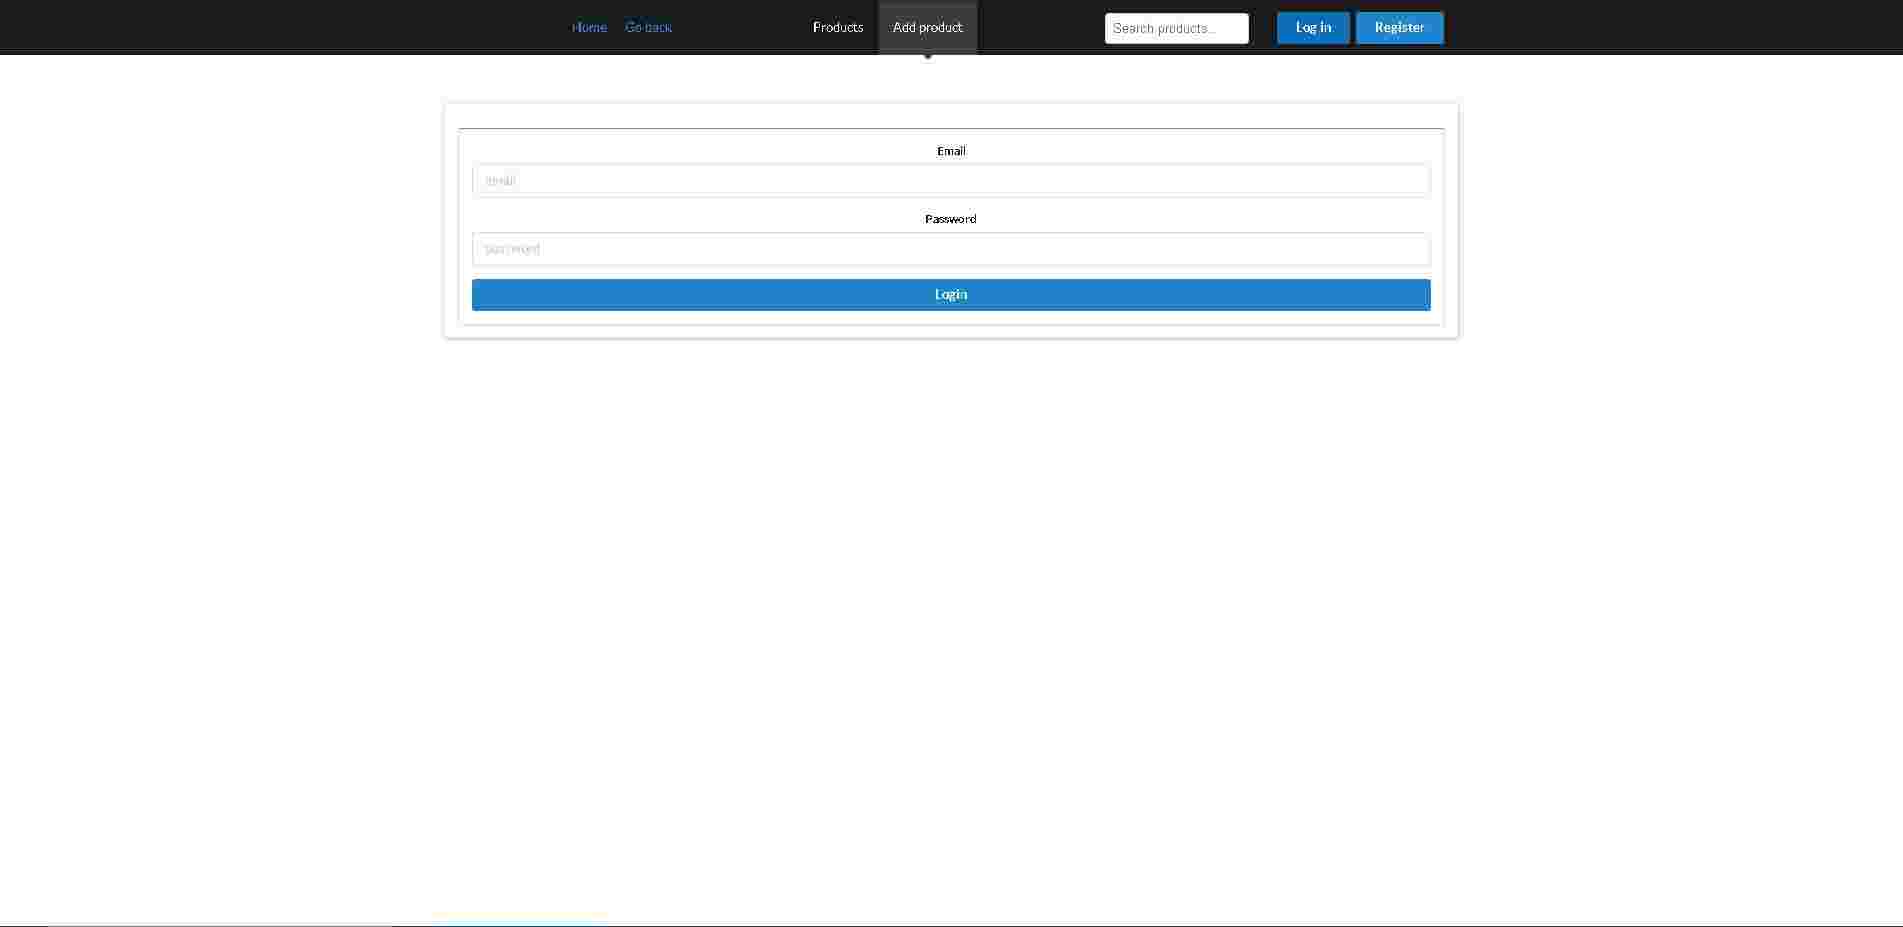 Home Go back Products Add product Search products... Log in Register
Email
email
Password
password
Login